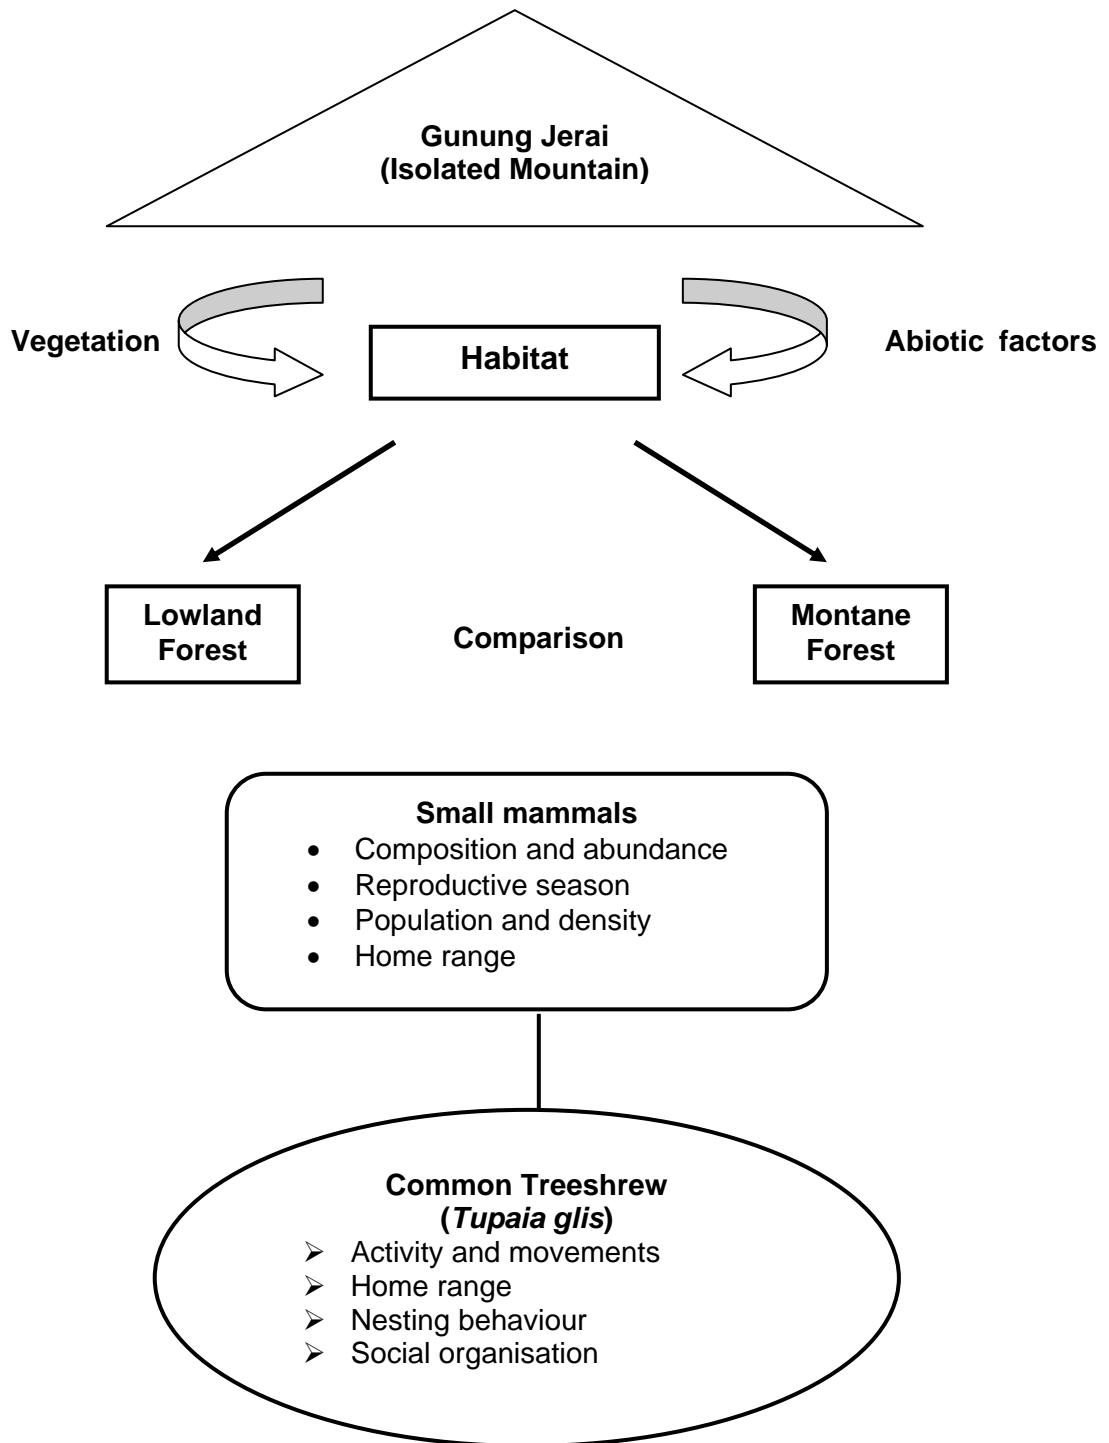 Gunung Jerai
(Isolated Mountain)
Vegetation
Habitat
Abiotic factors
Lowland
Forest
Comparison
Montane
Forest
Small mammals
• Composition and abundance
• Reproductive season
• Population and density
• Home range
Common Treeshrew
(Tupaia glis)
➢ Activity and movements
➢ Home range
➢ Nesting behaviour
➢ Social organisation